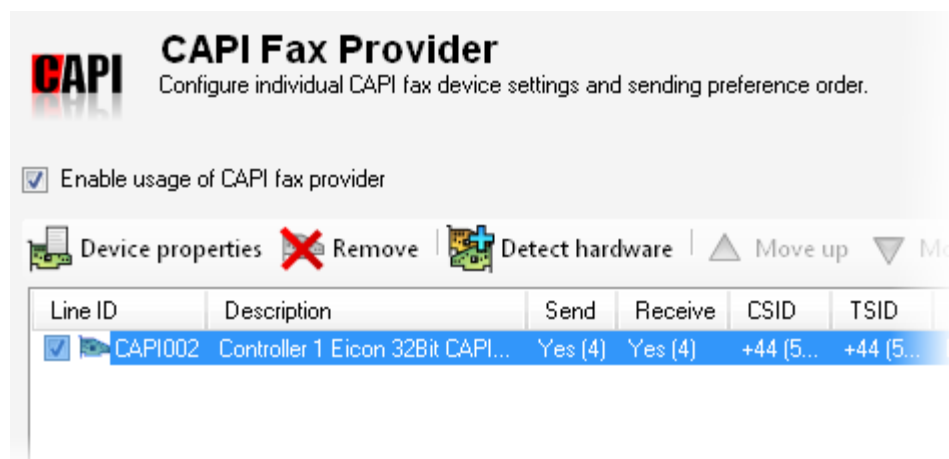 CAPI
CAPI Fax Provider
Configure individual CAPI fax device settings and sending preference order.
Enable usage of CAPI fax provider
Device properties Remove Detect hardware Move up Mo
Line ID Description Send Receive CSID TSID
CAPI002 Controller 1 Eicon 32Bit CAPI... Yes (4) Yes (4) +44 (5... +44 (5...